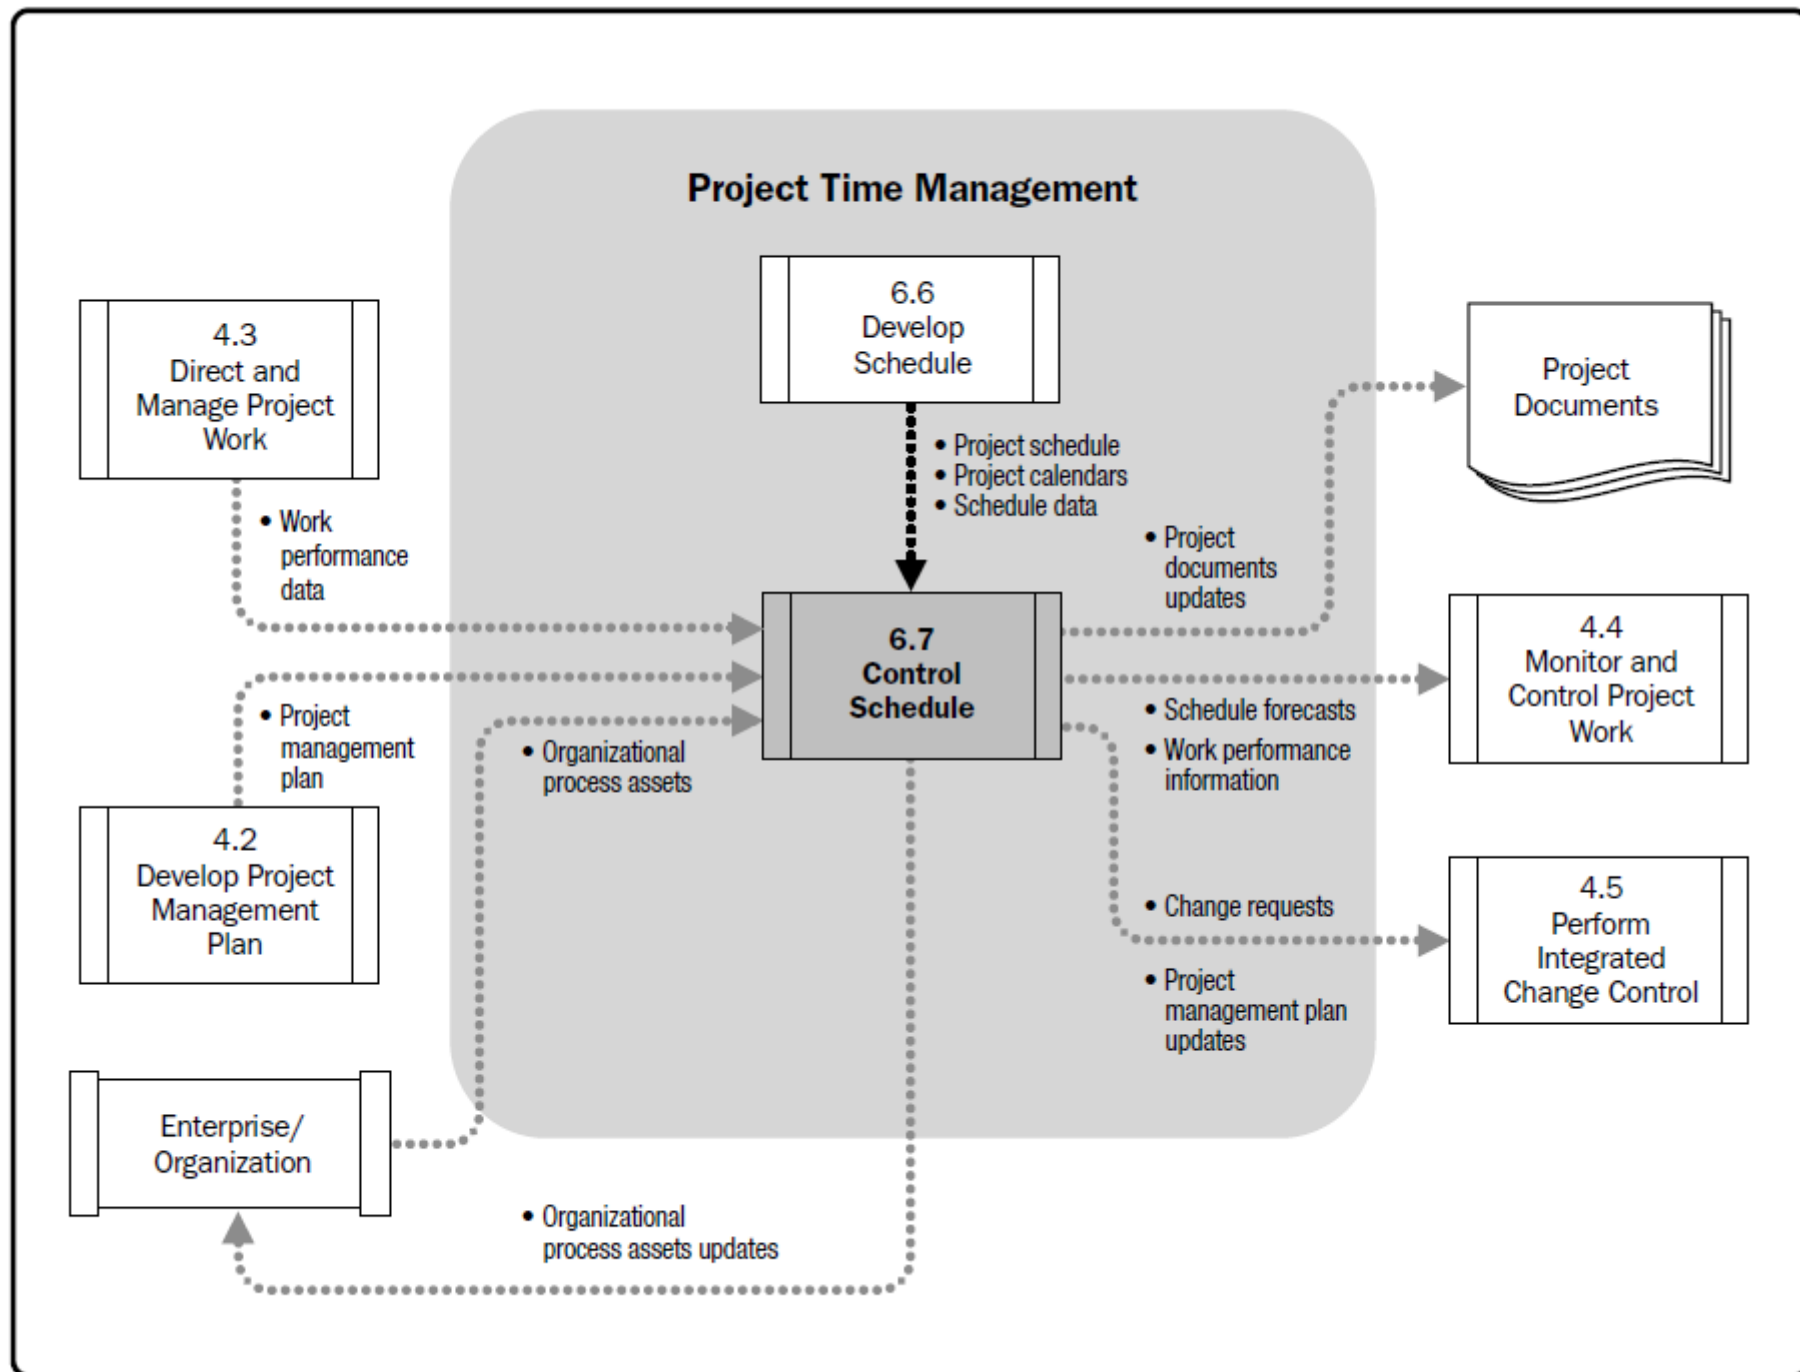 Project Time Management
6.6
Develop
Schedule
4.3
Direct and
Manage Project
Work
Project
Documents
• Project schedule
• Project calendars
• Schedule data
• Work
performance
data
• Project
documents
updates
6.7
Control
Schedule
4.4
Monitor and
Control Project
Work
• Project
management
plan
• Organizational
process assets
• Schedule forecasts
• Work performance
information
4.2
Develop Project
Management
Plan
• Change requests
4.5
Perform
Integrated
Change Control
• Project
management plan
updates
Enterprise/
Organization
• Organizational
process assets updates